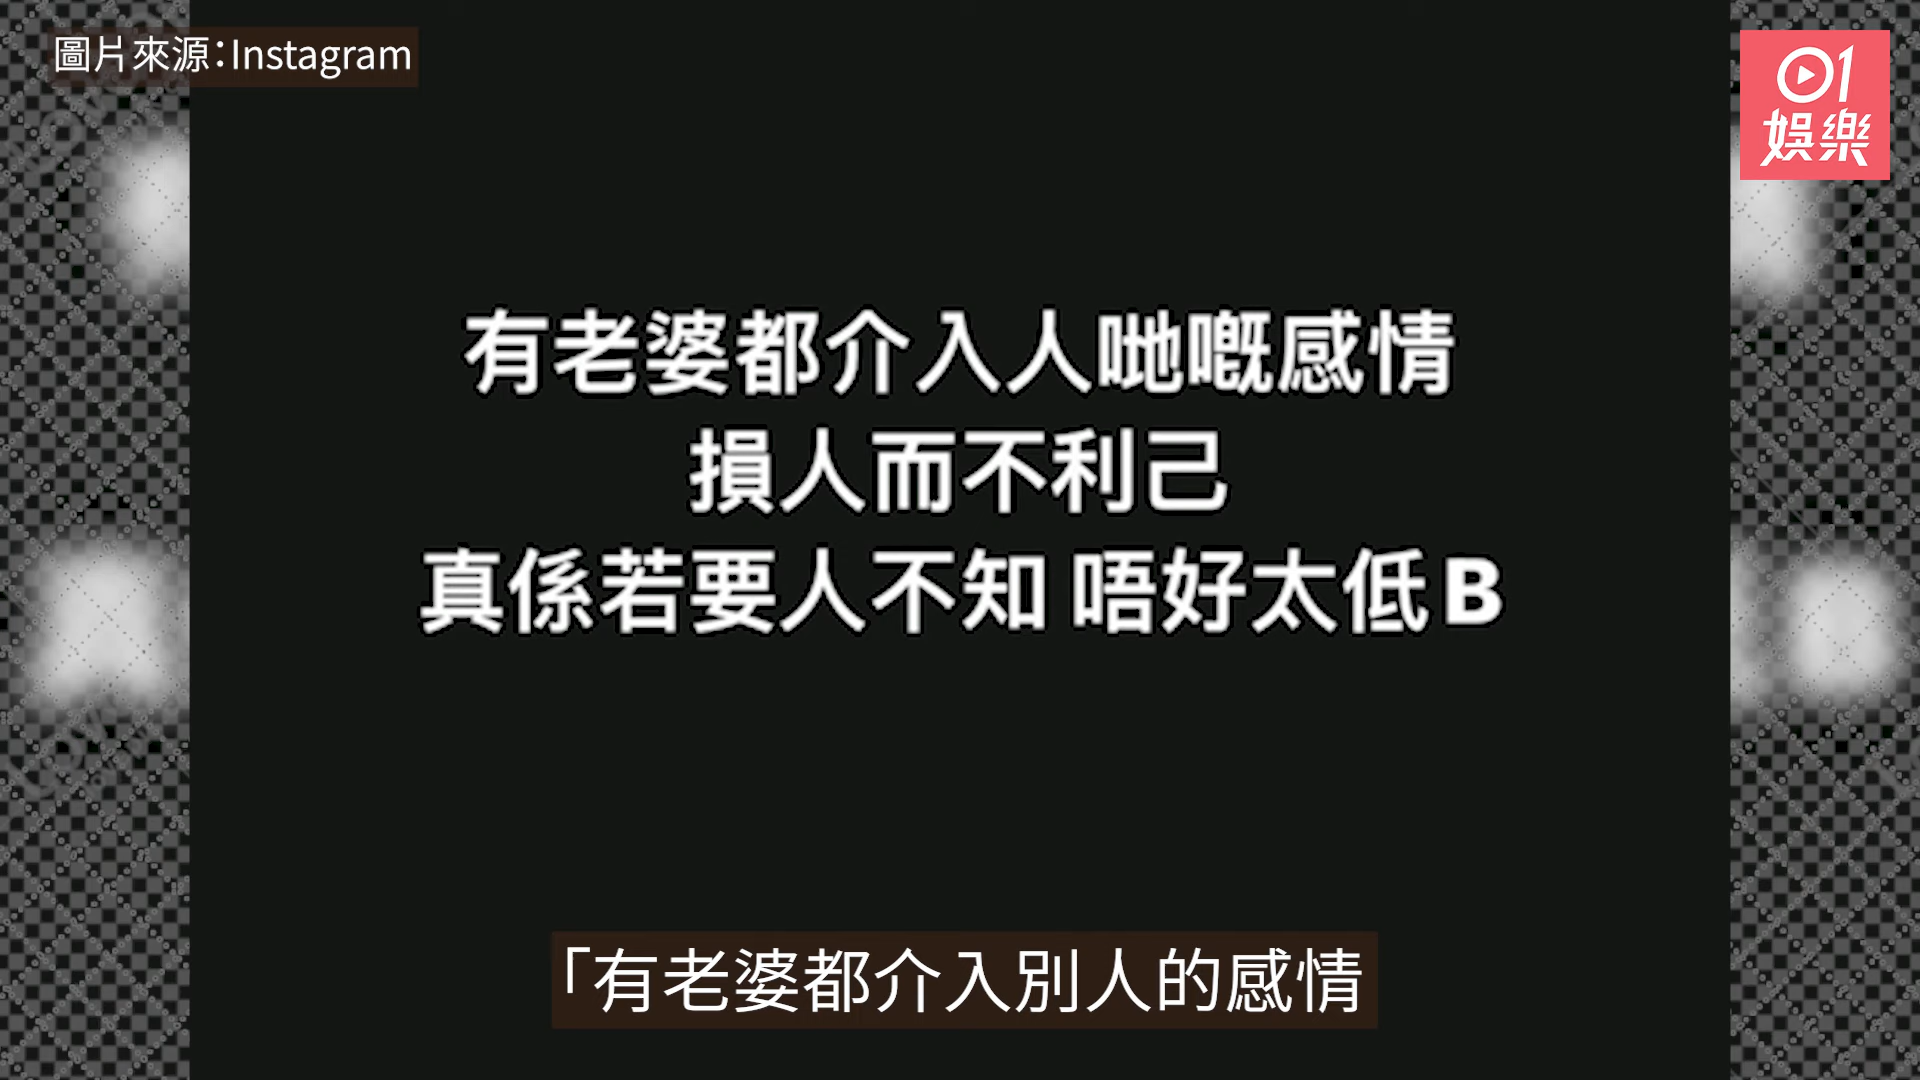 圖片來源：Instagram
01
娛樂
有老婆都介入人哋嘅感情
損人而不利己
真係若要人不知 唔好太低B
「有老婆都介入別人的感情